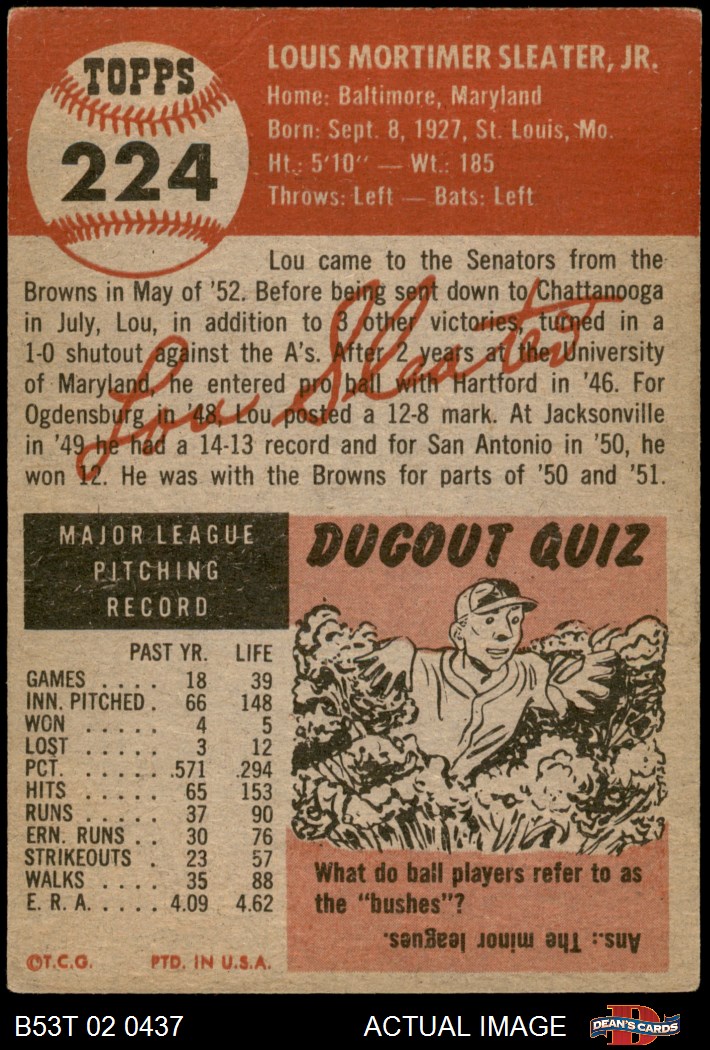 TOPPS
224
LOUIS MORTIMER SLEATER, JR.
Home: Baltimore, Maryland
Born: Sept. 8, 1927, St. Louis, Mo.
Ht.: 5'10" — Wt.: 185
Throws: Left — Bats: Left
Lou came to the Senators from the
Browns in May of '52. Before being sent down to Chattanooga
in July, Lou, in addition to 3 other victories, turned in a
1-0 shutout against the A's. After 2 years at the University
of Maryland, he entered pro ball with Hartford in '46. For
Ogdensburg in '48, Lou posted a 12-8 mark. At Jacksonville
in '49 he had a 14-13 record and for San Antonio in '50, he
won 12. He was with the Browns for parts of '50 and '51.
Lou Sleater
MAJOR LEAGUE
PITCHING
RECORD
PAST YR. LIFE
GAMES .... 18 39
INN. PITCHED . 66 148
WON ..... 4 5
LOST ..... 3 12
PCT. ..... .571 .294
HITS ..... 65 153
RUNS .... 37 90
ERN. RUNS .. 30 76
STRIKEOUTS . 23 57
WALKS .... 35 88
E. R. A. .... 4.09 4.62
©T.C.G. PTD. IN U.S.A.
DUGOUT QUIZ
What do ball players refer to as
the "bushes"?
Ans.: The minor leagues.
B53T 02 0437 ACTUAL IMAGE
D
DEAN'S CARDS